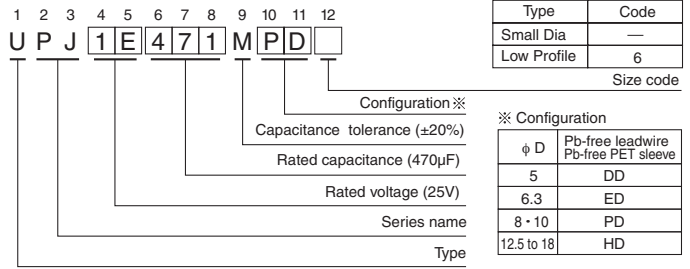 1 2 3 4 5 6 7 8 9 10 11 12
U P J 1 E 4 7 1 M P D
Type Code
Small Dia —
Low Profile 6
Size code
Configuration※
Capacitance tolerance (±20%)
Rated capacitance (470µF)
Rated voltage (25V)
Series name
Type
※ Configuration
ϕ D Pb-free leadwire
Pb-free PET sleeve
5 DD
6.3 ED
8・10 PD
12.5 to 18 HD